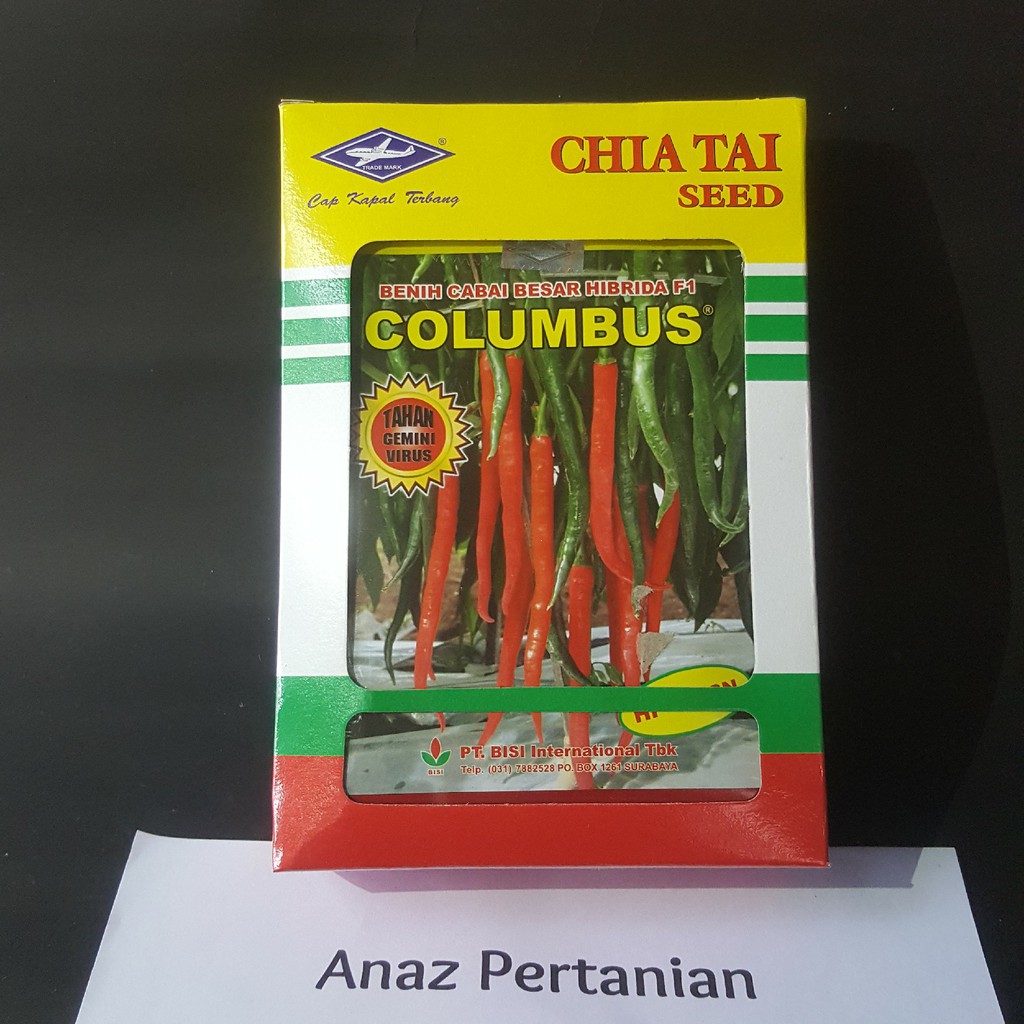 TRADE MARK
®
Cap Kapal Terbang
CHIA TAI
SEED
BENIH CABAI BESAR HIBRIDA F1
COLUMBUS®
TAHAN
GEMINI
VIRUS
BISI
PT. BISI International Tbk
Telp. (031) 7882528 PO. BOX 1261 SURABAYA
Anaz Pertanian